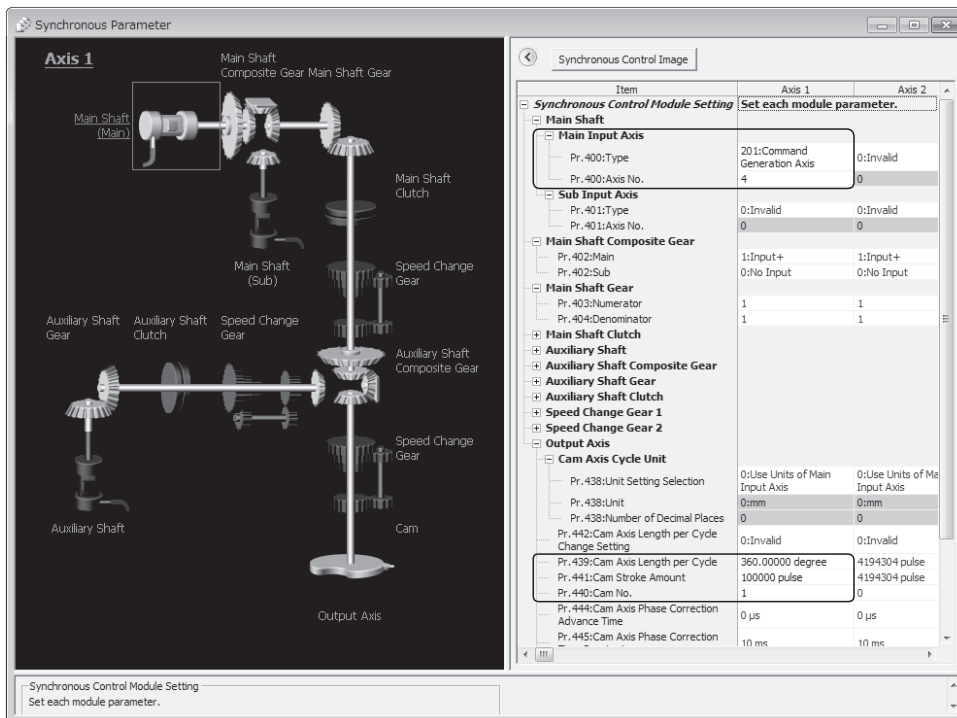 Synchronous Parameter
Axis 1
Main Shaft
Composite Gear Main Shaft Gear
Main Shaft
(Main)
Main Shaft
Clutch
Main Shaft
(Sub)
Speed Change
Gear
Auxiliary Shaft
Gear
Auxiliary Shaft
Clutch
Speed Change
Gear
Auxiliary Shaft
Composite Gear
Speed Change
Gear
Auxiliary Shaft
Cam
Output Axis
Synchronous Control Image
Item Axis 1 Axis 2
Synchronous Control Module Setting Set each module parameter.
Main Shaft
Main Input Axis
Pr.400:Type 201:Command Generation Axis 0:Invalid
Pr.400:Axis No. 4 0
Sub Input Axis
Pr.401:Type 0:Invalid 0:Invalid
Pr.401:Axis No. 0 0
Main Shaft Composite Gear
Pr.402:Main 1:Input+ 1:Input+
Pr.402:Sub 0:No Input 0:No Input
Main Shaft Gear
Pr.403:Numerator 1 1
Pr.404:Denominator 1 1
Main Shaft Clutch
Auxiliary Shaft
Auxiliary Shaft Composite Gear
Auxiliary Shaft Gear
Auxiliary Shaft Clutch
Speed Change Gear 1
Speed Change Gear 2
Output Axis
Cam Axis Cycle Unit
Pr.438:Unit Setting Selection 0:Use Units of Main Input Axis 0:Use Units of Ma Input Axis
Pr.438:Unit 0:mm 0:mm
Pr.438:Number of Decimal Places 0 0
Pr.442:Cam Axis Length per Cycle Change Setting 0:Invalid 0:Invalid
Pr.439:Cam Axis Length per Cycle 360.00000 degree 4194304 pulse
Pr.441:Cam Stroke Amount 100000 pulse 4194304 pulse
Pr.440:Cam No. 1 0
Pr.444:Cam Axis Phase Correction Advance Time 0 μs 0 μs
Pr.445:Cam Axis Phase Correction 10 ms 10 ms
Synchronous Control Module Setting
Set each module parameter.